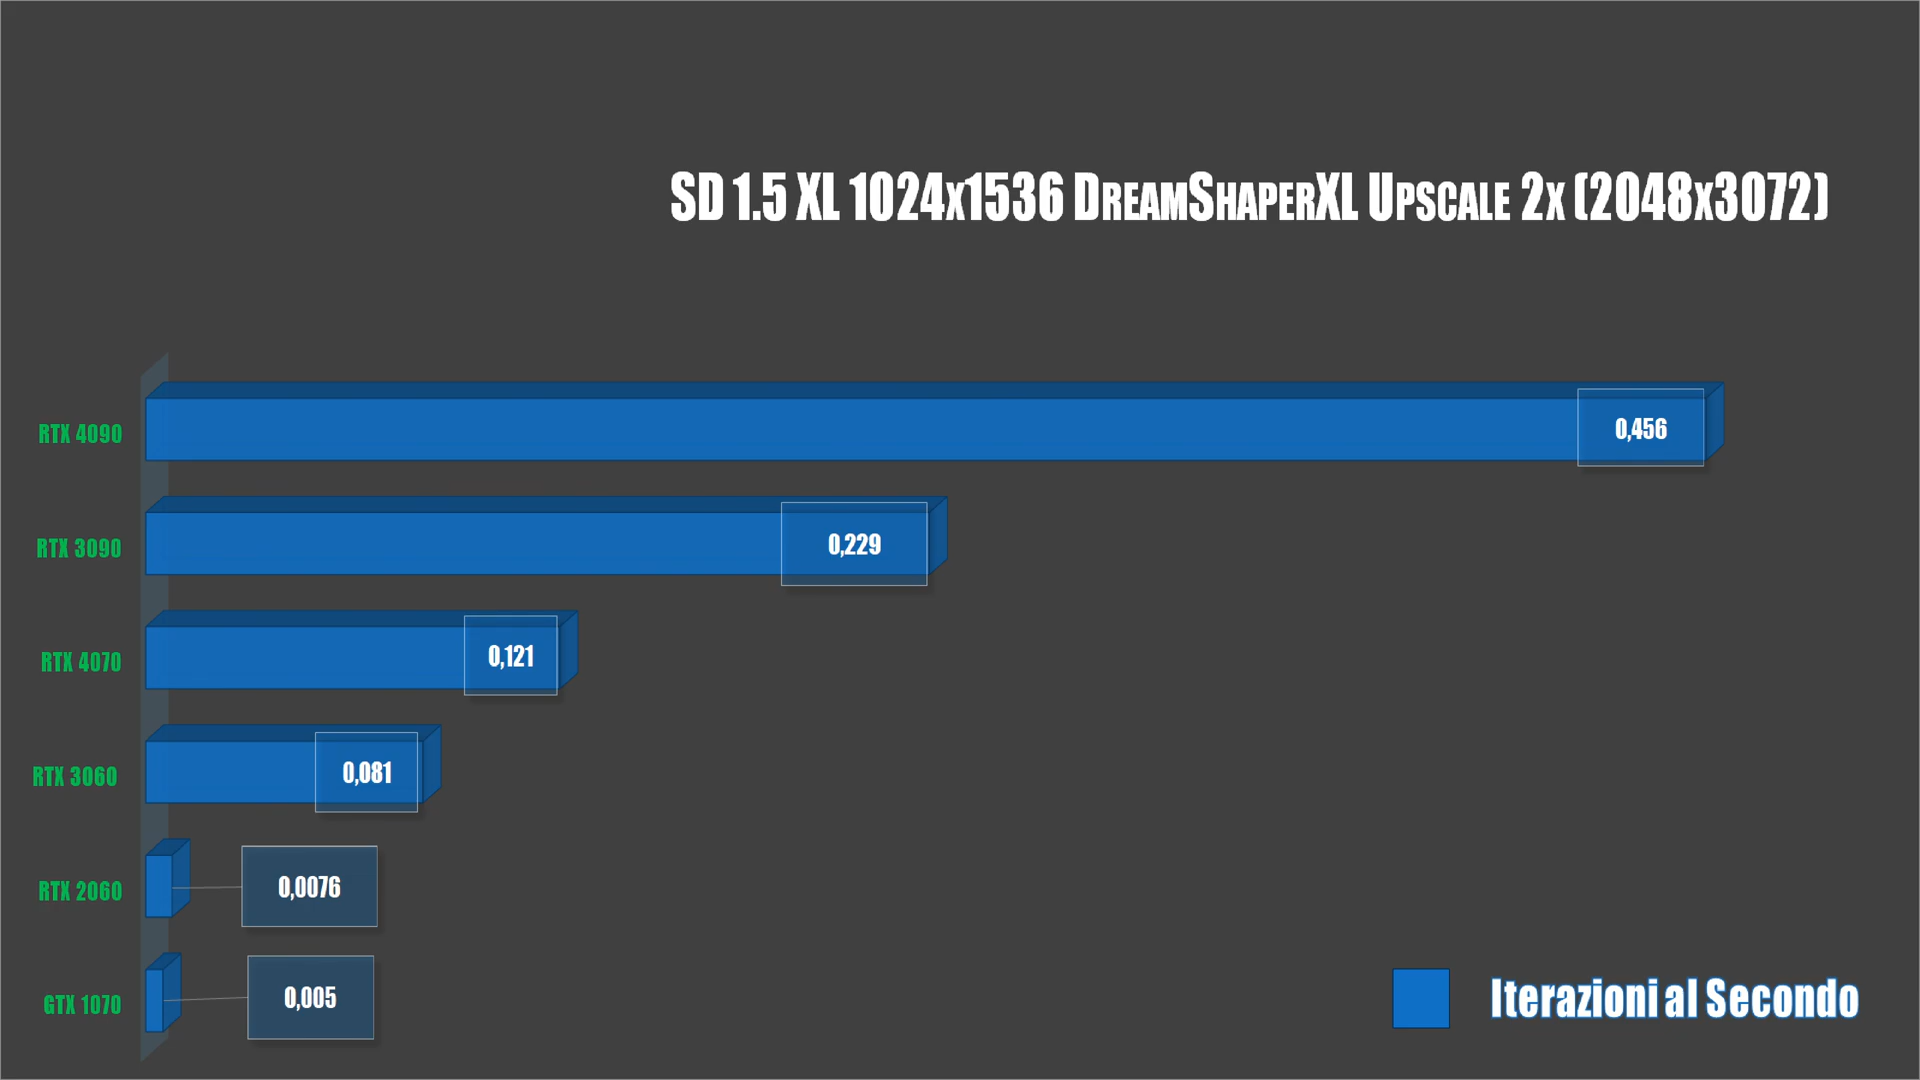 SD 1.5 XL 1024x1536 DreamShaperXL Upscale 2x (2048x3072)
RTX 4090 0,456
RTX 3090 0,229
RTX 4070 0,121
RTX 3060 0,081
RTX 2060 0,0076
GTX 1070 0,005
Iterazioni al Secondo